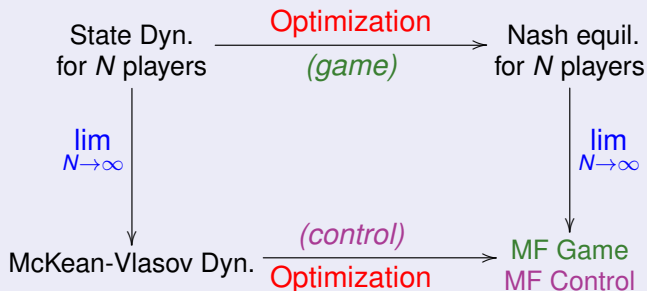 Optimization
State Dyn.
for N players
(game)
Nash equil.
for N players
lim
N→∞
lim
N→∞
(control)
McKean-Vlasov Dyn.
Optimization
MF Game
MF Control